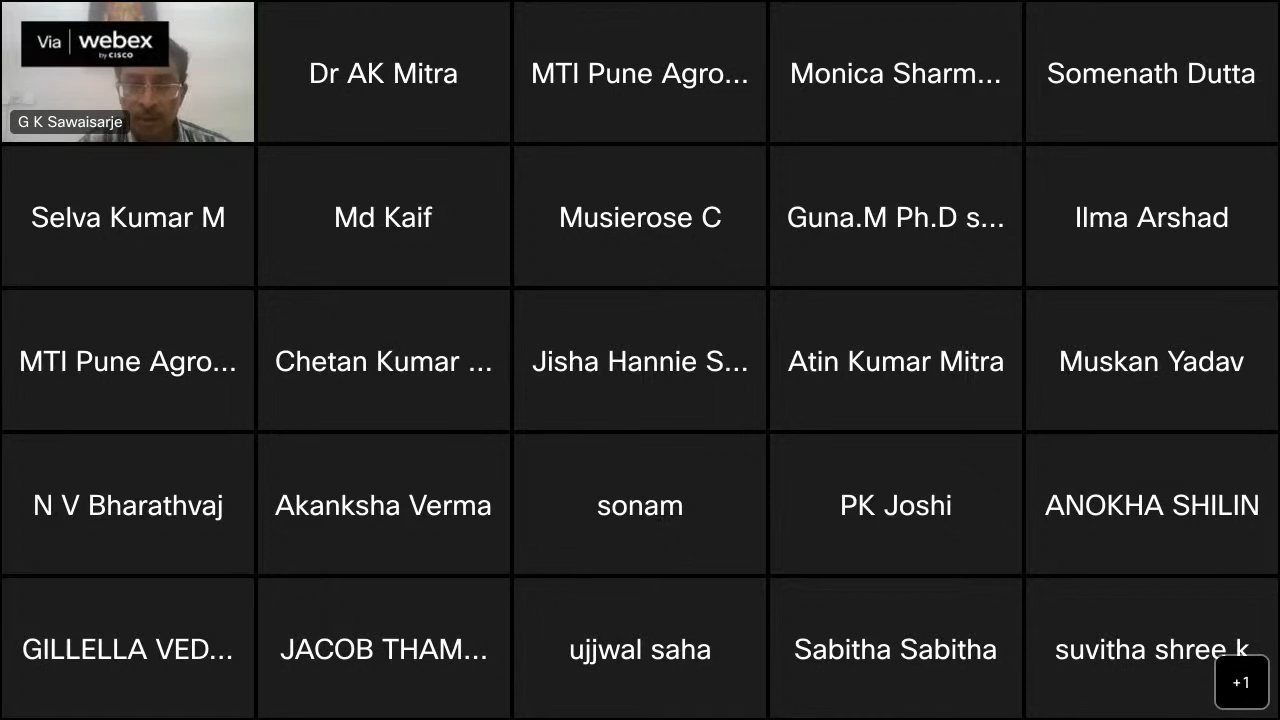 Via webex
by CISCO
G K Sawaisarje
Dr AK Mitra
MTI Pune Agro...
Monica Sharm...
Somenath Dutta
Selva Kumar M
Md Kaif
Musierose C
Guna.M Ph.D s...
Ilma Arshad
MTI Pune Agro...
Chetan Kumar ...
Jisha Hannie S...
Atin Kumar Mitra
Muskan Yadav
N V Bharathvaj
Akanksha Verma
sonam
PK Joshi
ANOKHA SHILIN
GILLELLA VED...
JACOB THAM...
ujjwal saha
Sabitha Sabitha
suvitha shree k
+1